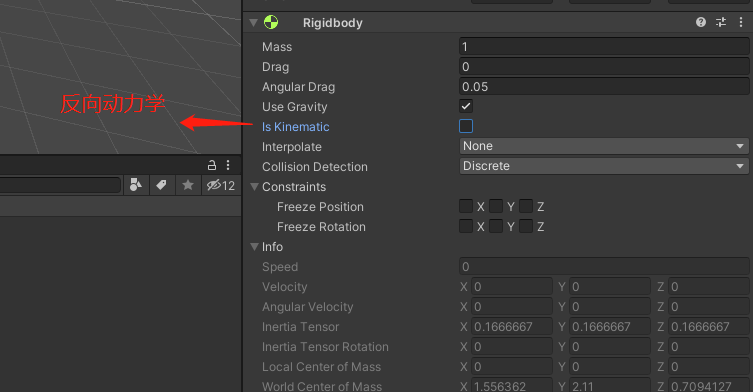 Rigidbody
Mass 1
Drag 0
Angular Drag 0.05
Use Gravity
反向动力学
Is Kinematic
Interpolate None
Collision Detection Discrete
12
Constraints
Freeze Position X Y Z
Freeze Rotation X Y Z
Info
Speed 0
Velocity X 0 Y 0 Z 0
Angular Velocity X 0 Y 0 Z 0
Inertia Tensor X 0.1666667 Y 0.1666667 Z 0.1666667
Inertia Tensor Rotation X 0 Y 0 Z 0
Local Center of Mass X 0 Y 0 Z 0
World Center of Mass X 1.556362 Y 2.11 Z 0.7094127